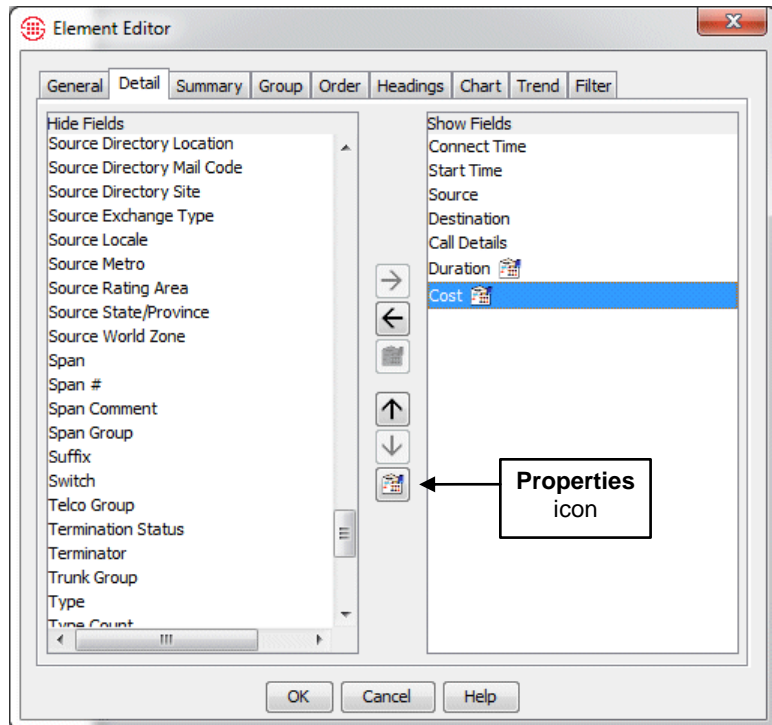 Element Editor
General Detail Summary Group Order Headings Chart Trend Filter
Hide Fields
Source Directory Location
Source Directory Mail Code
Source Directory Site
Source Exchange Type
Source Locale
Source Metro
Source Rating Area
Source State/Province
Source World Zone
Span
Span #
Span Comment
Span Group
Suffix
Switch
Telco Group
Termination Status
Terminator
Trunk Group
Type
Type Count
Show Fields
Connect Time
Start Time
Source
Destination
Call Details
Duration
Cost
Properties
icon
OK Cancel Help